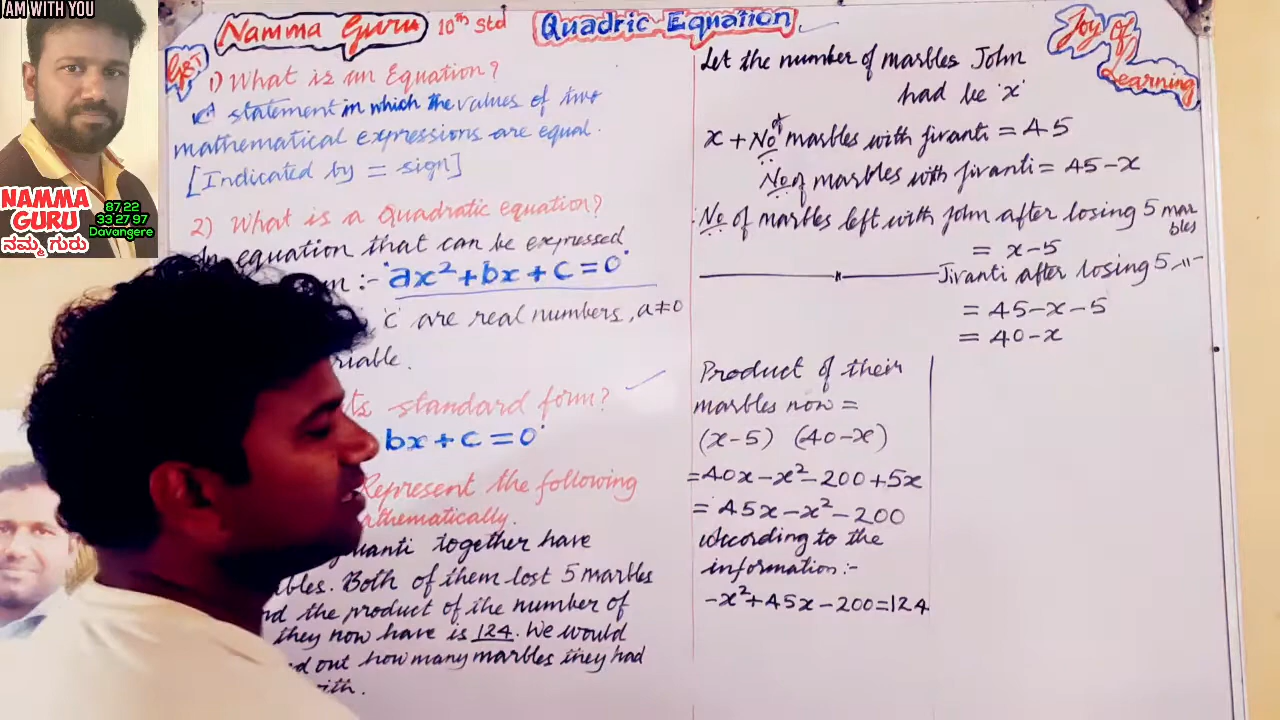 I AM WITH YOU
NAMMA
GURU
ನಮ್ಮ ಗುರು
87,22
33 27 97
Davangere
GBT
Namma Guru 10th Std Quadric Equation
Joy Of
Learning
1) What is an Equation?
A statement in which the values of two
mathematical expressions are equal.
[Indicated by = sign]
2) What is a Quadratic equation?
An equation that can be expressed
:- 'ax²+bx+c=0'
c are real numbers, a≠0
standard form?
bx+c=0'
Represent the following
together have
Both of them lost 5 marbles
the product of the number of
they now have is 124. We would
out how many marbles they had
Let the number of marbles John
had be 'x'
x + No of marbles with jivanti = 45
No of marbles with jivanti = 45-x
∴ No of marbles left with John after losing 5 marbles
= x-5
Jivanti after losing 5 -11-
= 45-x-5
= 40-x
Product of their
marbles now =
(x-5) (40-x)
=40x-x²-200+5x
= 45x-x²-200
According to the
information:-
-x²+45x-200=124